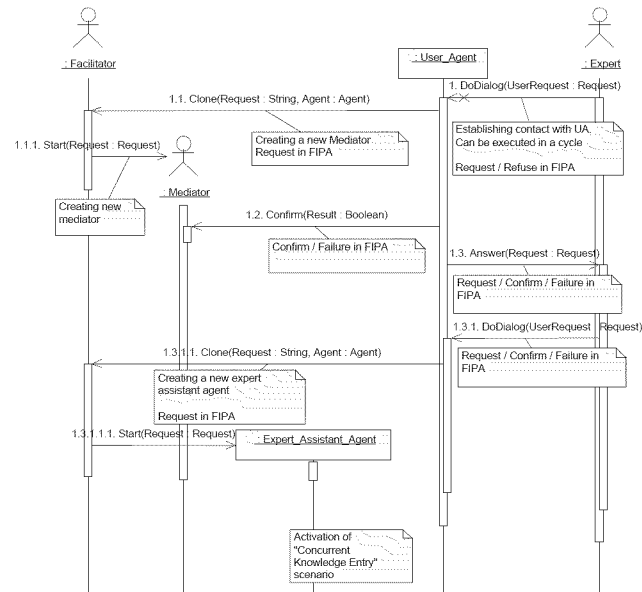 : Facilitator
: User_Agent
: Expert
1. DoDialog(UserRequest : Request)
1.1. Clone(Request : String, Agent : Agent)
Creating a new Mediator
Request in FIPA
Establishing contact with UA.
Can be executed in a cycle
Request / Refuse in FIPA
1.1.1. Start(Request : Request)
: Mediator
Creating new
mediator
1.2. Confirm(Result : Boolean)
Confirm / Failure in FIPA
1.3. Answer(Request : Request)
Request / Confirm / Failure in
FIPA
1.3.1. DoDialog(UserRequest : Request)
Request / Confirm / Failure in
FIPA
1.3.1.1. Clone(Request : String, Agent : Agent)
Creating a new expert
assistant agent
Request in FIPA
1.3.1.1.1. Start(Request : Request)
: Expert_Assistant_Agent
Activation of
"Concurrent
Knowledge Entry"
scenario